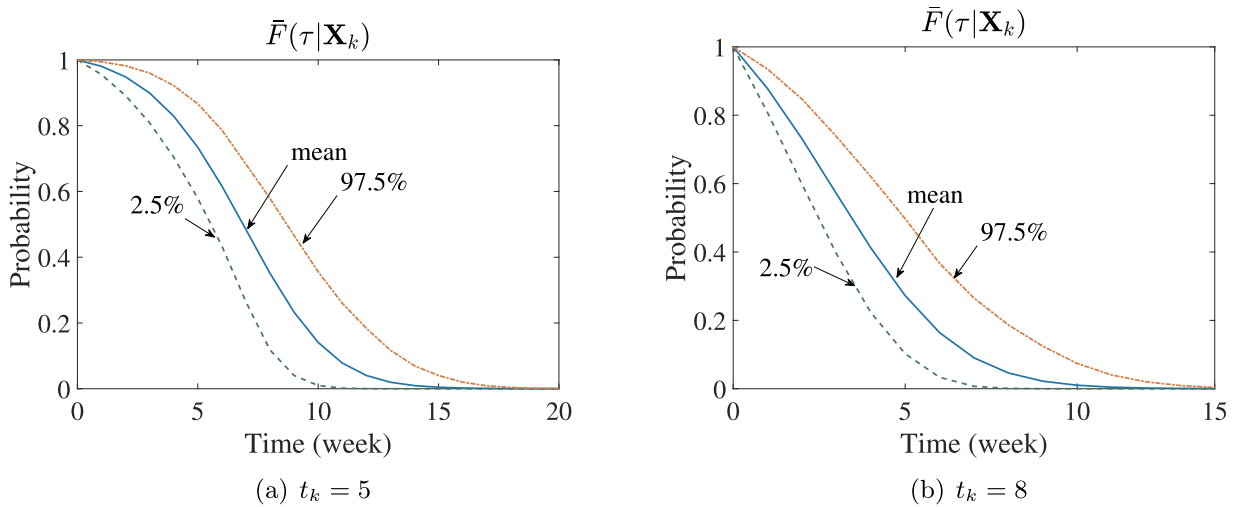 F̄(τ|X_k)
1
0.8
0.6
0.4
0.2
0
Probability
mean
97.5%
2.5%
0 5 10 15 20
Time (week)
(a) t_k = 5
F̄(τ|X_k)
1
0.8
0.6
0.4
0.2
0
Probability
mean
97.5%
2.5%
0 5 10 15
Time (week)
(b) t_k = 8